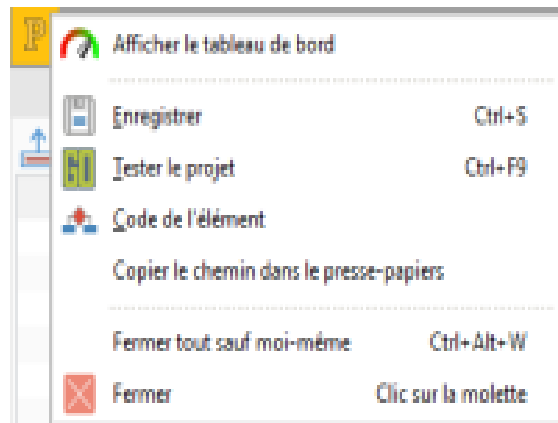 P
Afficher le tableau de bord
Enregistrer Ctrl+S
GO Tester le projet Ctrl+F9
Code de l'élément
Copier le chemin dans le presse-papiers
Fermer tout sauf moi-même Ctrl+Alt+W
Fermer Clic sur la molette